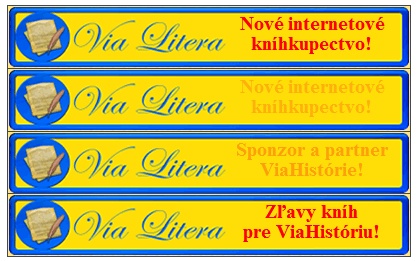 Via Litera
Nové internetové
kníhkupectvo!
Via Litera
Nové internetové
kníhkupectvo!
Via Litera
Sponzor a partner
ViaHistórie!
Via Litera
Zľavy kníh
pre ViaHistóriu!